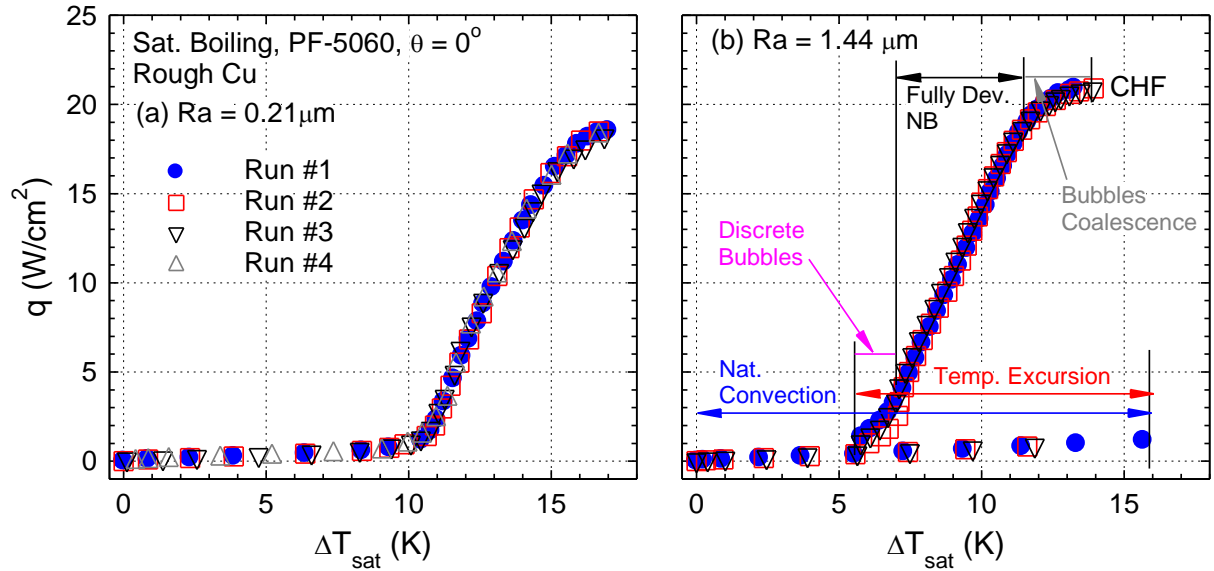 25
20
15
10
5
0
q (W/cm²)
Sat. Boiling, PF-5060, θ = 0°
Rough Cu
(a) Ra = 0.21μm
Run #1
Run #2
Run #3
Run #4
0 5 10 15
ΔT_sat (K)
(b) Ra = 1.44 μm
Fully Dev.
NB
CHF
Bubbles
Coalescence
Discrete
Bubbles
Nat.
Convection
Temp. Excursion
0 5 10 15
ΔT_sat (K)